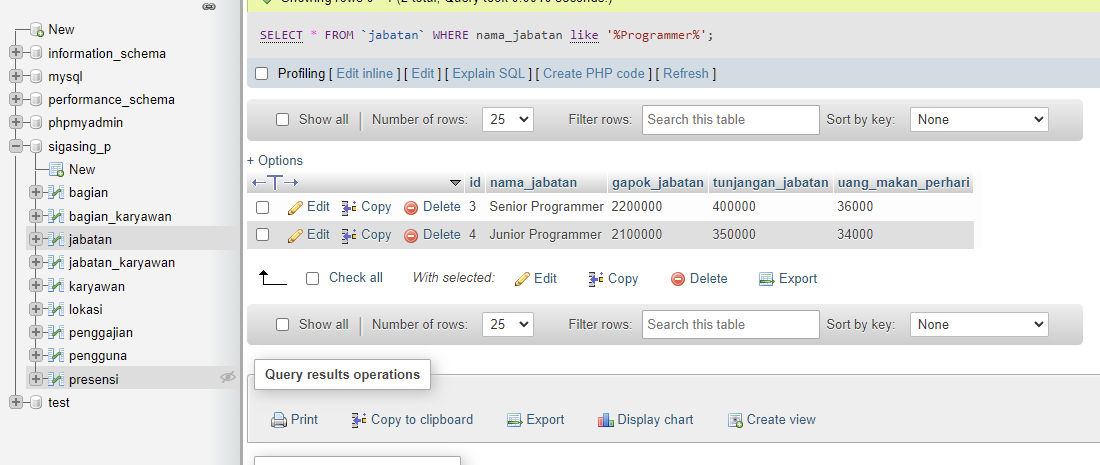 New
information_schema
mysql
performance_schema
phpmyadmin
sigasing_p
New
bagian
bagian_karyawan
jabatan
jabatan_karyawan
karyawan
lokasi
penggajian
pengguna
presensi
test
SELECT * FROM `jabatan` WHERE nama_jabatan like '%Programmer%';
Profiling [ Edit inline ] [ Edit ] [ Explain SQL ] [ Create PHP code ] [ Refresh ]
Show all Number of rows: 25 Filter rows: Search this table Sort by key: None
+ Options
id nama_jabatan gapok_jabatan tunjangan_jabatan uang_makan_perhari
Edit Copy Delete 3 Senior Programmer 2200000 400000 36000
Edit Copy Delete 4 Junior Programmer 2100000 350000 34000
Check all With selected: Edit Copy Delete Export
Show all Number of rows: 25 Filter rows: Search this table Sort by key: None
Query results operations
Print Copy to clipboard Export Display chart Create view